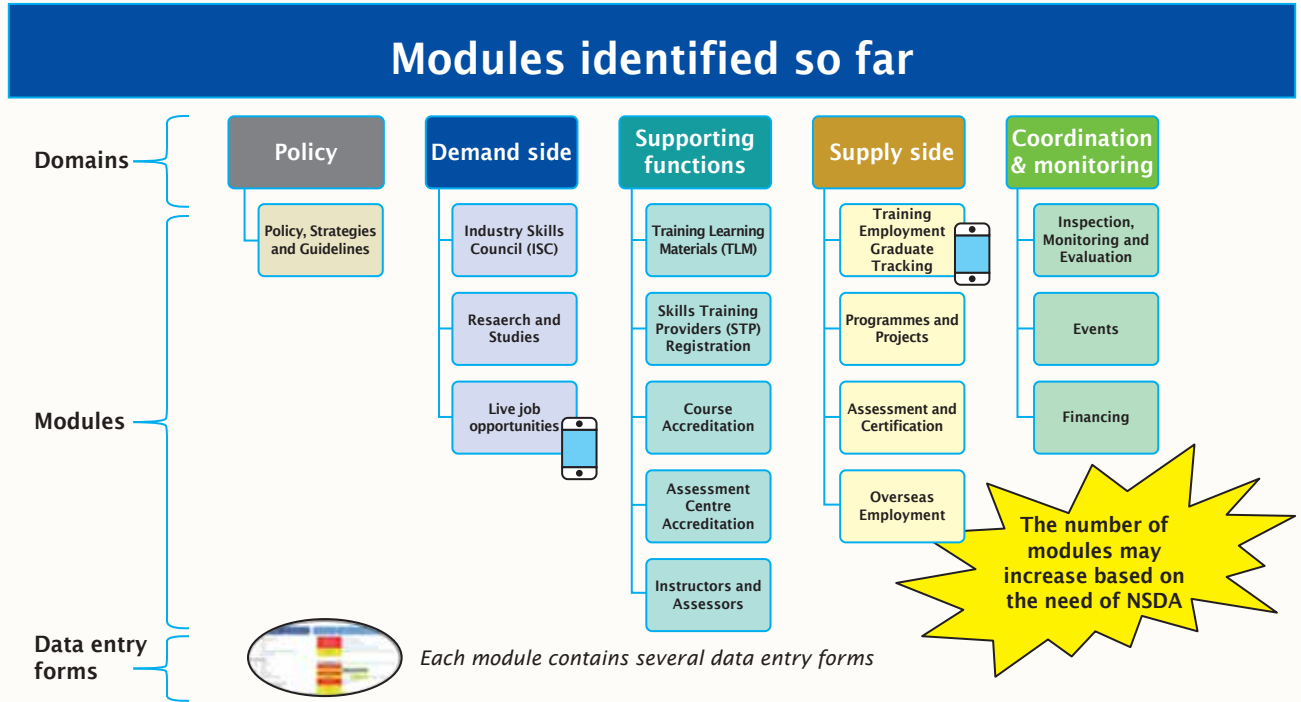 Modules identified so far
Domains
Policy
Demand side
Supporting
functions
Supply side
Coordination
& monitoring
Modules
Policy, Strategies
and Guidelines
Industry Skills
Council (ISC)
Resaerch and
Studies
Live job
opportunities
Training Learning
Materials (TLM)
Skills Training
Providers (STP)
Registration
Course
Accreditation
Assessment
Centre
Accreditation
Instructors and
Assessors
Training
Employment
Graduate
Tracking
Programmes and
Projects
Assessment and
Certification
Overseas
Employment
Inspection,
Monitoring and
Evaluation
Events
Financing
The number of
modules may
increase based on
the need of NSDA
Data entry
forms
Each module contains several data entry forms